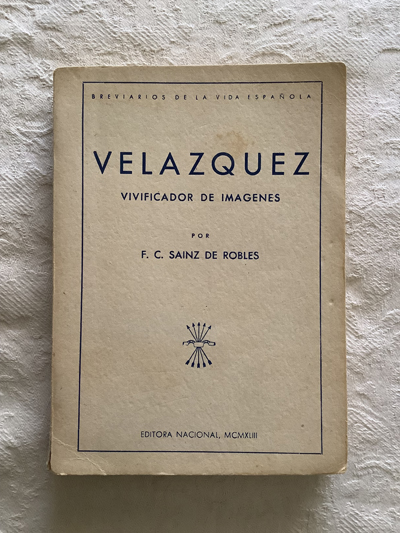 BREVIARIOS DE LA VIDA ESPAÑOLA
VELAZQUEZ
VIVIFICADOR DE IMAGENES
POR
F. C. SAINZ DE ROBLES
EDITORA NACIONAL, MCMXLIII